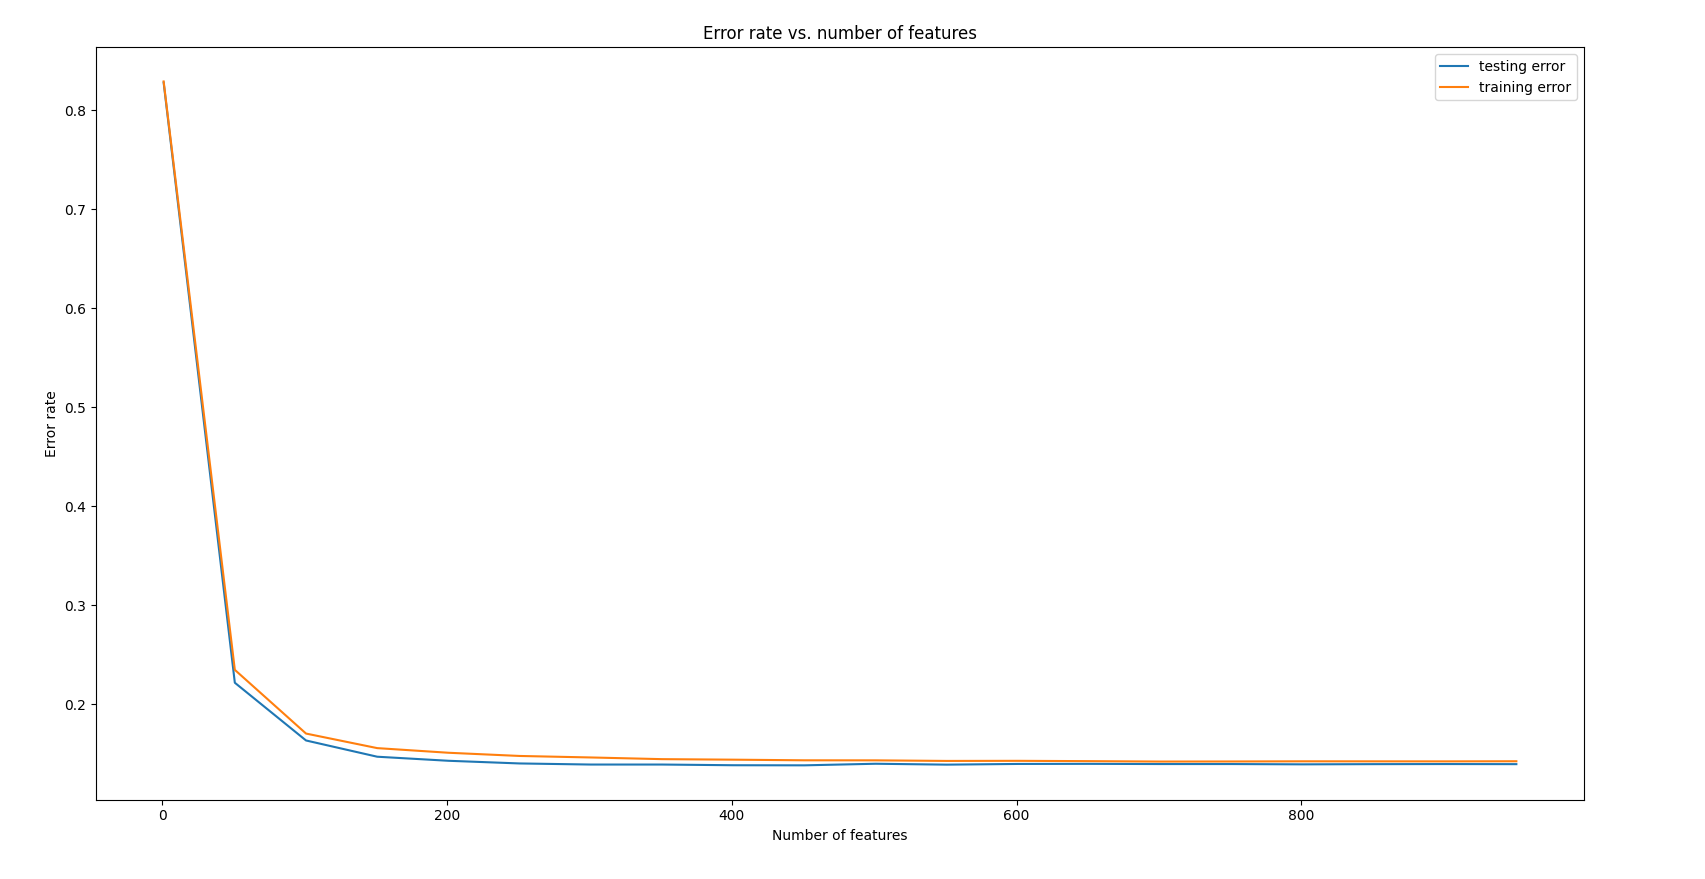 Error rate vs. number of features
testing error
training error
0.8
0.7
0.6
0.5
0.4
0.3
0.2
Error rate
0 200 400 600 800
Number of features